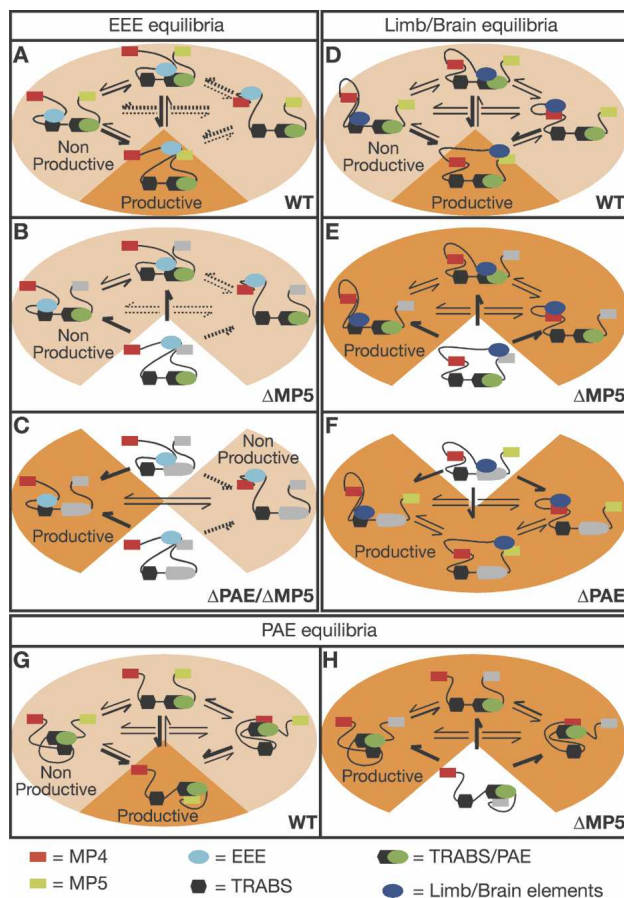 EEE equilibria
Limb/Brain equilibria
A
Non
Productive
Productive
WT
D
Non
Productive
Productive
WT
B
Non
Productive
ΔMP5
E
Productive
ΔMP5
C
Non
Productive
Productive
ΔPAE/ΔMP5
F
Productive
ΔPAE
PAE equilibria
G
Non
Productive
Productive
WT
H
Productive
ΔMP5
= MP4
= EEE
= TRABS/PAE
= MP5
= TRABS
= Limb/Brain elements